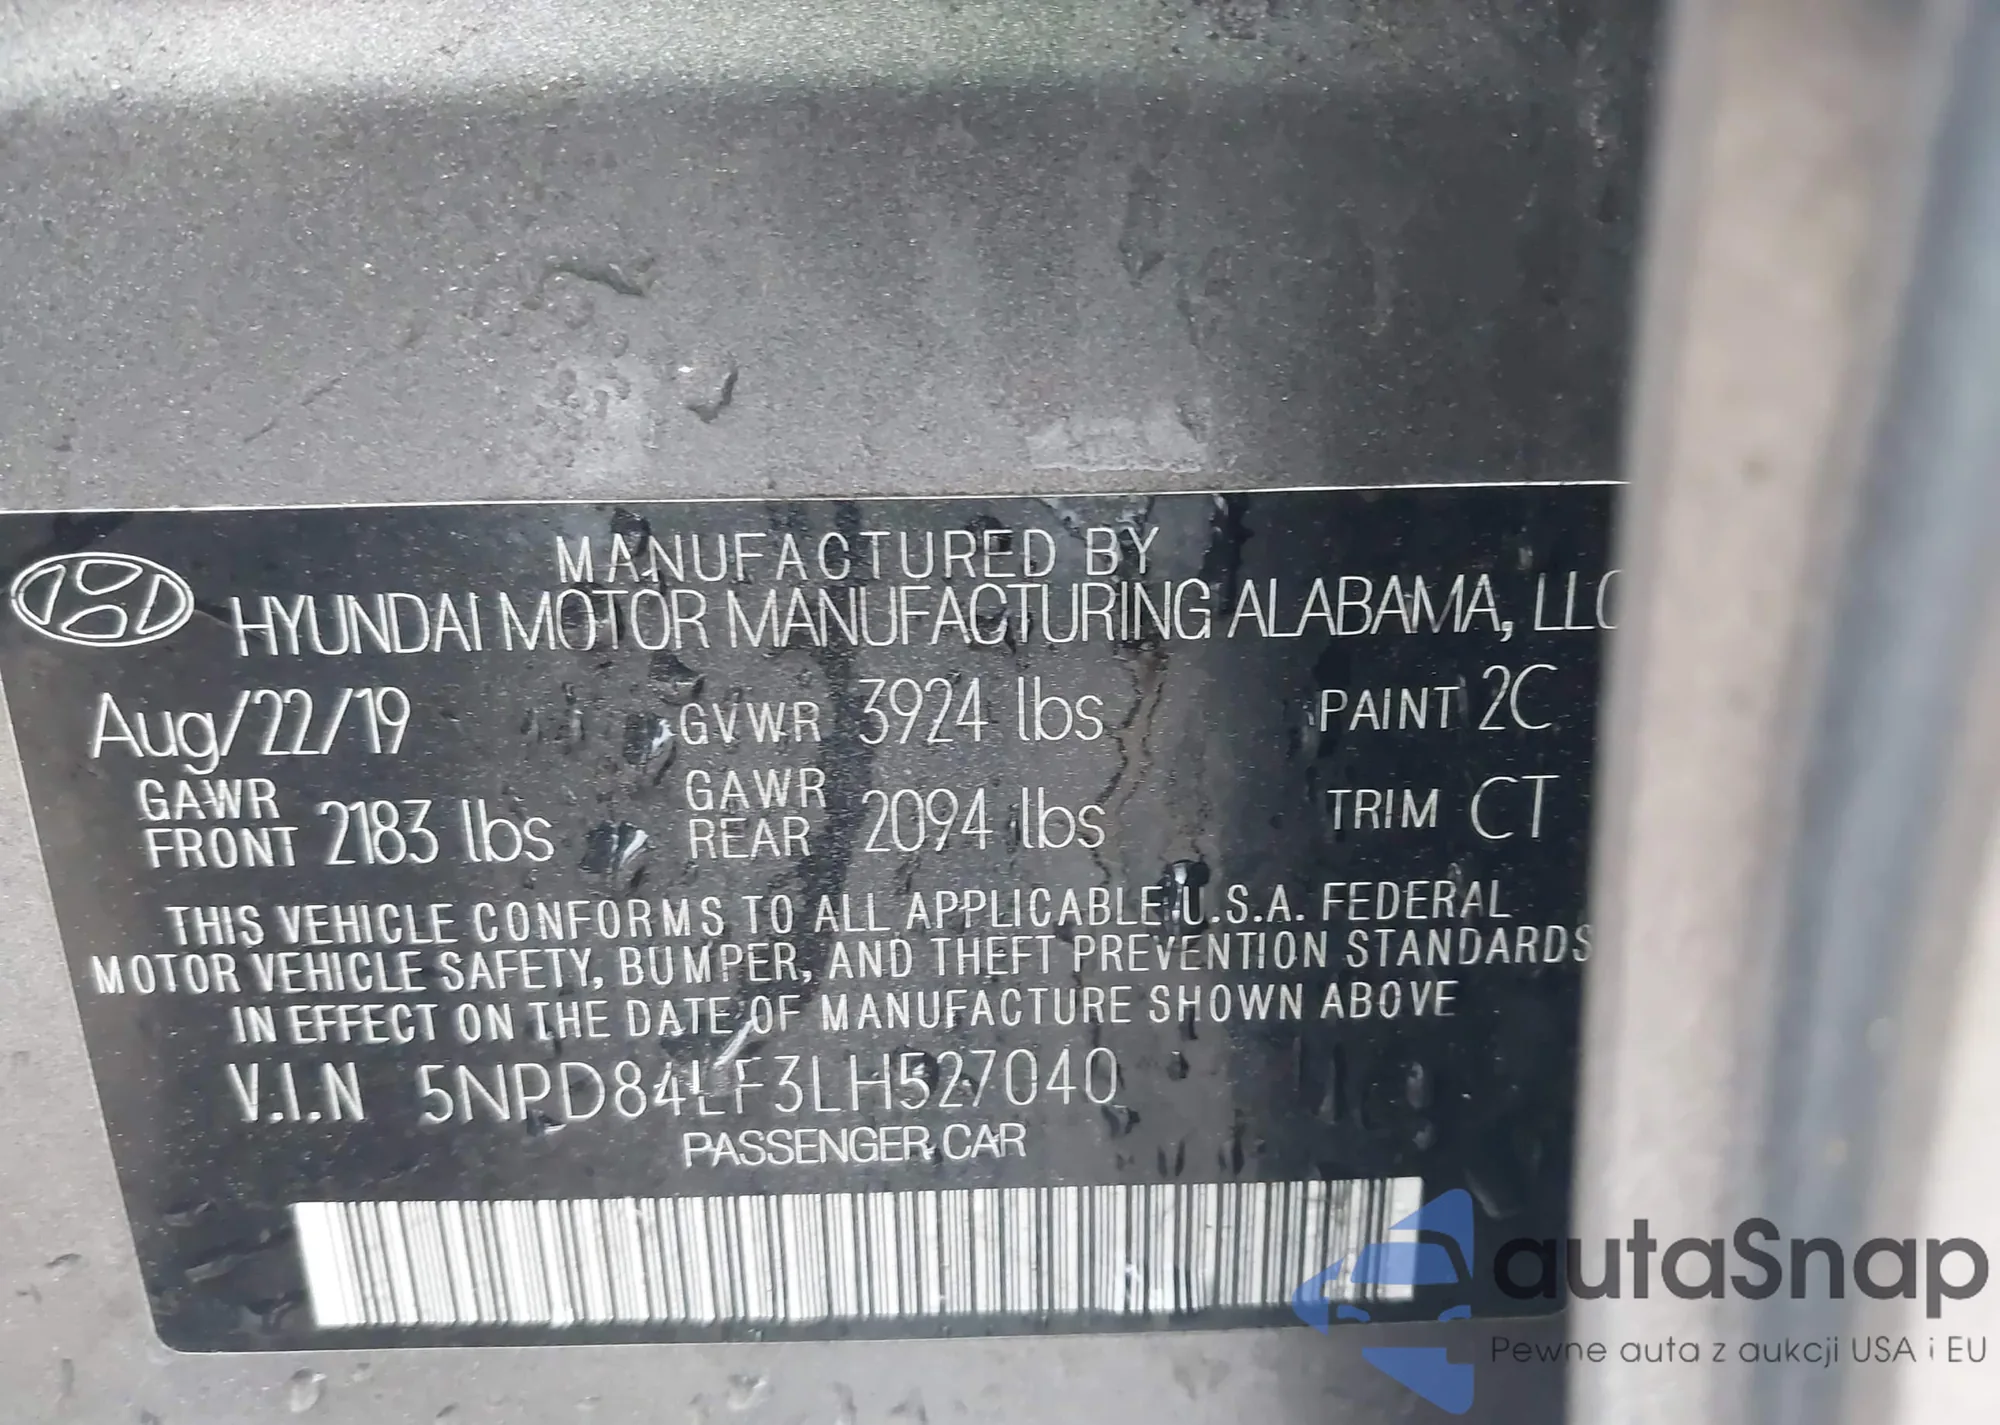 MANUFACTURED BY
HYUNDAI MOTOR MANUFACTURING ALABAMA, LLC
Aug/22/19 GVWR 3924 lbs PAINT 2C
GAWR FRONT 2183 lbs GAWR REAR 2094 lbs TRIM CT
THIS VEHICLE CONFORMS TO ALL APPLICABLE U.S.A. FEDERAL
MOTOR VEHICLE SAFETY, BUMPER, AND THEFT PREVENTION STANDARDS
IN EFFECT ON THE DATE OF MANUFACTURE SHOWN ABOVE
V.I.N 5NPD84LF3LH527040
PASSENGER CAR
autaSnap
Pewne auta z aukcji USA i EU